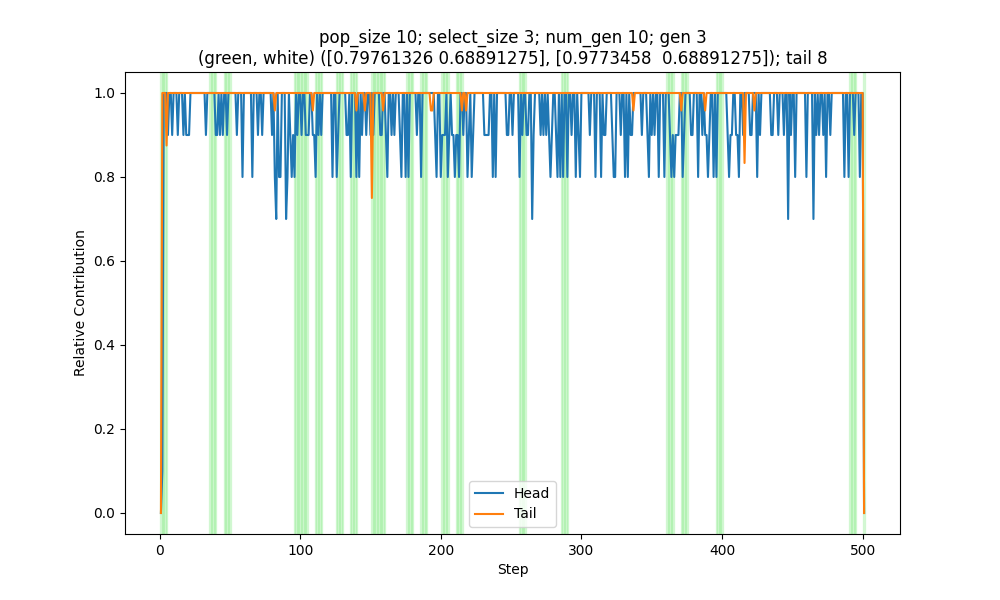 pop_size 10; select_size 3; num_gen 10; gen 3
(green, white) ([0.79761326 0.68891275], [0.9773458  0.68891275]); tail 8
1.0
0.8
0.6
0.4
0.2
0.0
Relative Contribution
Head
Tail
0 100 200 300 400 500
Step